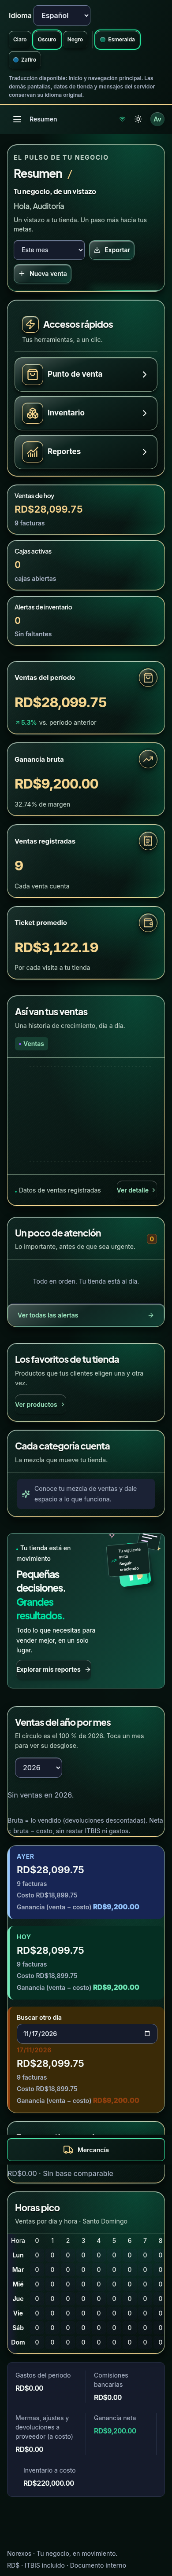 Idioma Español
Claro Oscuro Negro Esmeralda
Zafiro
Traducción disponible: Inicio y navegación principal. Las
demás pantallas, datos de tienda y mensajes del servidor
conservan su idioma original.
Resumen Av
EL PULSO DE TU NEGOCIO
Resumen /
Tu negocio, de un vistazo
Hola, Auditoría
Un vistazo a tu tienda. Un paso más hacia tus
metas.
Este mes Exportar
+ Nueva venta
Accesos rápidos
Tus herramientas, a un clic.
Punto de venta
Inventario
Reportes
Ventas de hoy
RD$28,099.75
9 facturas
Cajas activas
0
cajas abiertas
Alertas de inventario
0
Sin faltantes
Ventas del período
RD$28,099.75
↗ 5.3% vs. período anterior
Ganancia bruta
RD$9,200.00
32.74% de margen
Ventas registradas
9
Cada venta cuenta
Ticket promedio
RD$3,122.19
Por cada visita a tu tienda
Así van tus ventas
Una historia de crecimiento, día a día.
Ventas
Datos de ventas registradas Ver detalle
Un poco de atención 0
Lo importante, antes de que sea urgente.
Todo en orden. Tu tienda está al día.
Ver todas las alertas →
Los favoritos de tu tienda
Productos que tus clientes eligen una y otra
vez.
Ver productos
Cada categoría cuenta
La mezcla que mueve tu tienda.
Conoce tu mezcla de ventas y dale
espacio a lo que funciona.
Tu tienda está en
movimiento
Pequeñas
decisiones.
Grandes
resultados.
Todo lo que necesitas para
vender mejor, en un solo
lugar.
Explorar mis reportes →
Tu siguiente
meta
Seguir
creciendo
Ventas del año por mes
El círculo es el 100 % de 2026. Toca un mes
para ver su desglose.
2026
Sin ventas en 2026.
Bruta = lo vendido (devoluciones descontadas). Neta
= bruta − costo, sin restar ITBIS ni gastos.
AYER
RD$28,099.75
9 facturas
Costo RD$18,899.75
Ganancia (venta − costo) RD$9,200.00
HOY
RD$28,099.75
9 facturas
Costo RD$18,899.75
Ganancia (venta − costo) RD$9,200.00
Buscar otro día
11/17/2026
17/11/2026
RD$28,099.75
9 facturas
Costo RD$18,899.75
Ganancia (venta − costo) RD$9,200.00
Mercancía
RD$0.00 · Sin base comparable
Horas pico
Ventas por día y hora · Santo Domingo
Hora 0 1 2 3 4 5 6 7 8
Lun 0 0 0 0 0 0 0 0 0
Mar 0 0 0 0 0 0 0 0 0
Mié 0 0 0 0 0 0 0 0 0
Jue 0 0 0 0 0 0 0 0 0
Vie 0 0 0 0 0 0 0 0 0
Sáb 0 0 0 0 0 0 0 0 0
Dom 0 0 0 0 0 0 0 0 0
Gastos del período
RD$0.00
Comisiones
bancarias
RD$0.00
Mermas, ajustes y
devoluciones a
proveedor (a costo)
RD$0.00
Ganancia neta
RD$9,200.00
Inventario a costo
RD$220,000.00
Norexos · Tu negocio, en movimiento.
RD$ · ITBIS incluido · Documento interno